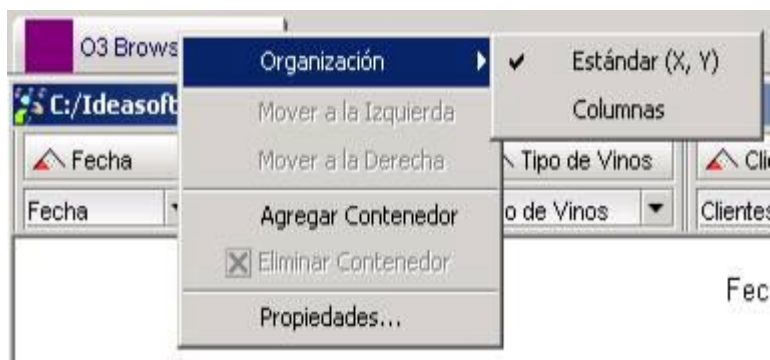 O3 Brows
Organización
Estándar (X, Y)
C:/Ideasoft
Mover a la Izquierda
Columnas
Fecha
Mover a la Derecha
Tipo de Vinos
Cli
Fecha
Agregar Contenedor
o de Vinos
Clientes
Eliminar Contenedor
Fec
Propiedades...